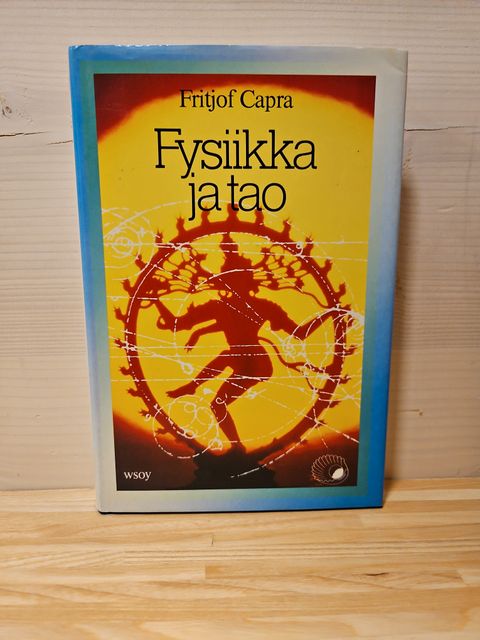 Fritjof Capra
Fysiikka
ja tao
wsoy